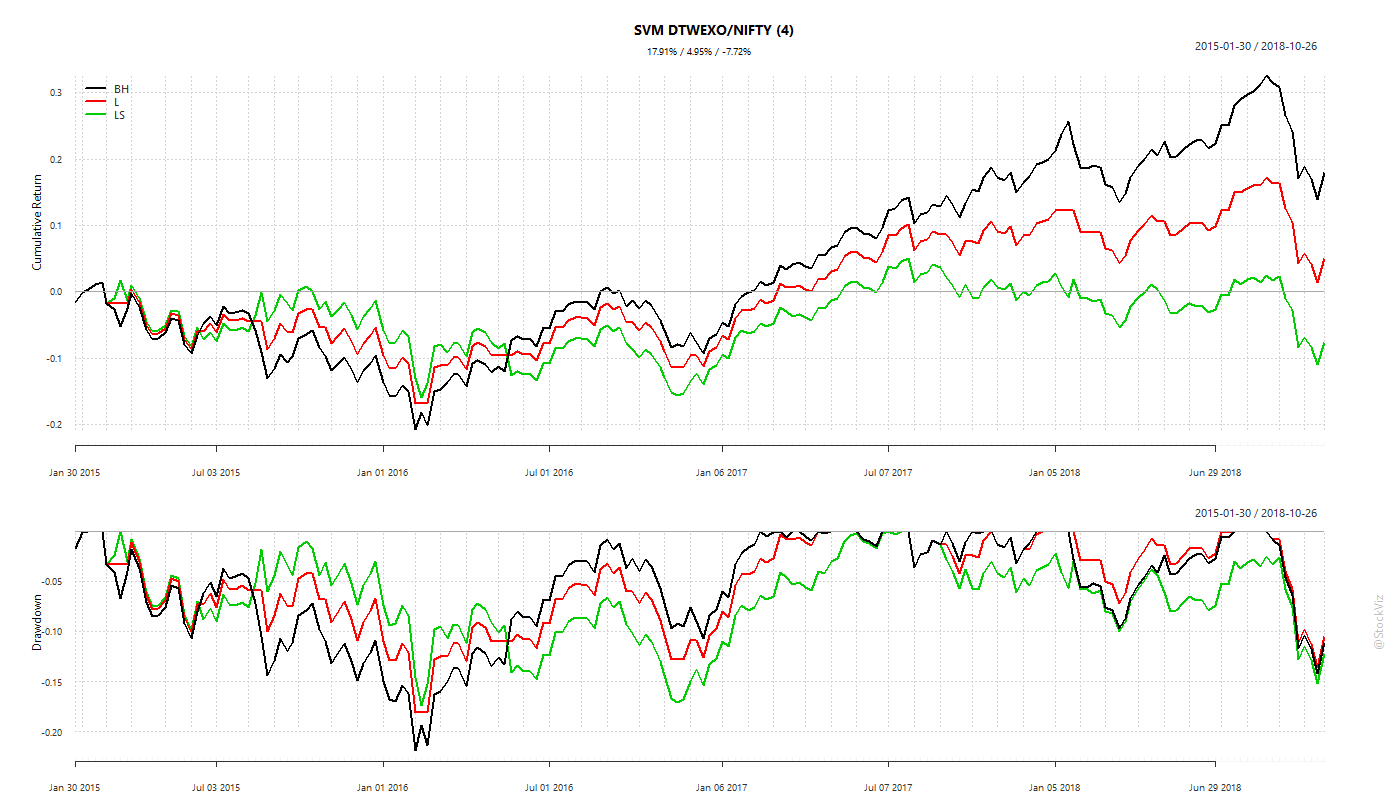 SVM DTWEXO/NIFTY (4)
17.91% / 4.95% / -7.72%
2015-01-30 / 2018-10-26
BH
L
LS
Cumulative Return
0.3
0.2
0.1
0.0
-0.1
-0.2
Jan 30 2015
Jul 03 2015
Jan 01 2016
Jul 01 2016
Jan 06 2017
Jul 07 2017
Jan 05 2018
Jun 29 2018
2015-01-30 / 2018-10-26
Drawdown
-0.05
-0.10
-0.15
-0.20
Jan 30 2015
Jul 03 2015
Jan 01 2016
Jul 01 2016
Jan 06 2017
Jul 07 2017
Jan 05 2018
Jun 29 2018
@StockViz